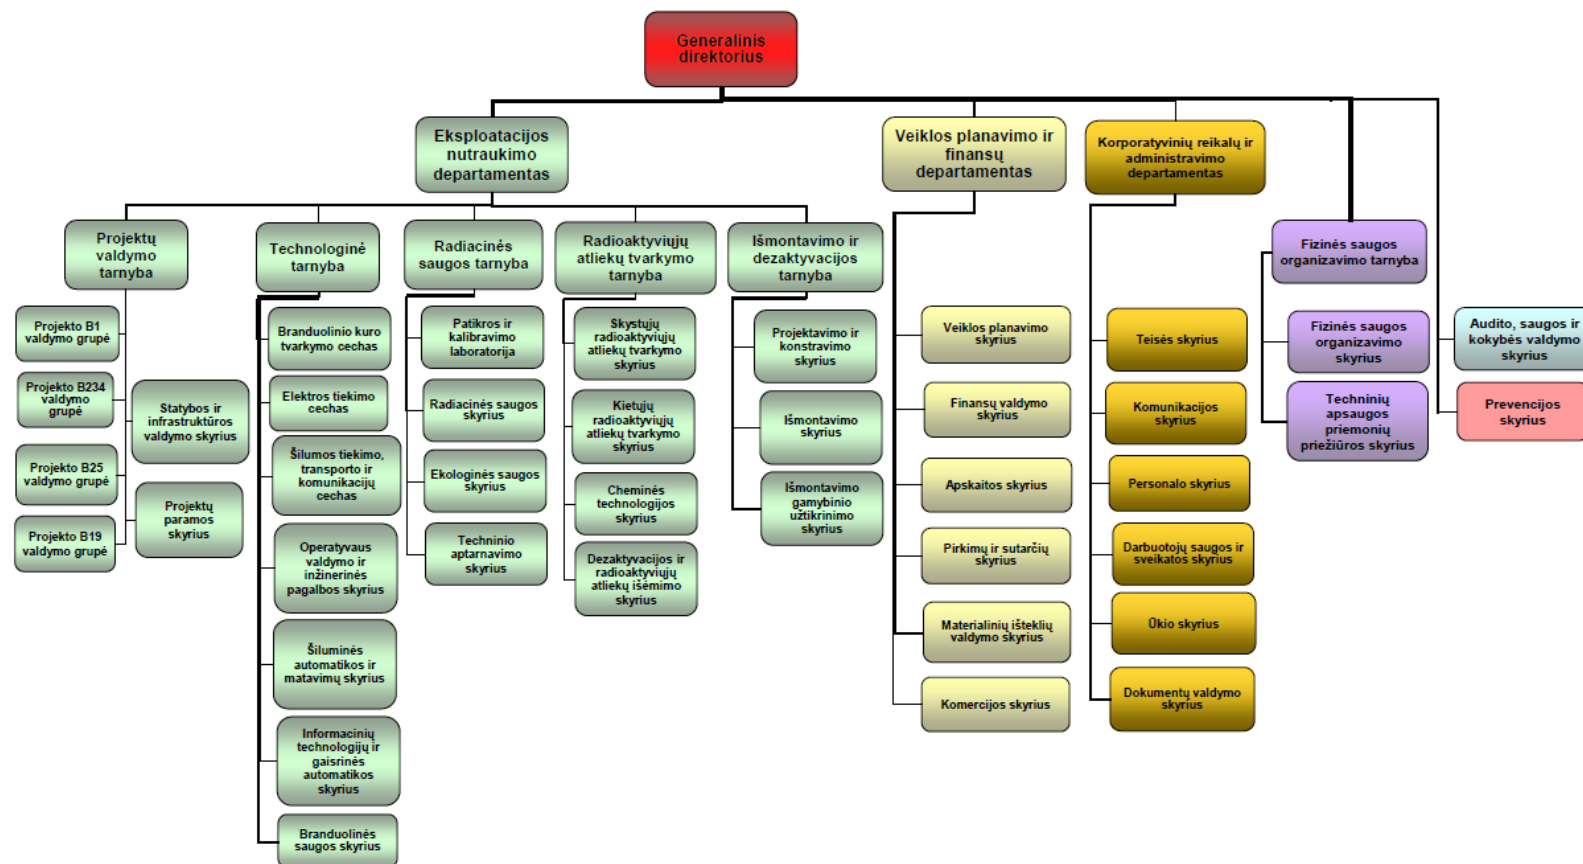 Generalinis
direktorius
Eksploatacijos
nutraukimo
departamentas
Veiklos planavimo ir
finansų
departamentas
Korporatyvinių reikalų ir
administravimo
departamentas
Projektų
valdymo
tarnyba
Technologinė
tarnyba
Radiacinės
saugos tarnyba
Radioaktyviųjų
atliekų tvarkymo
tarnyba
Išmontavimo ir
dezaktyvacijos
tarnyba
Fizinės saugos
organizavimo tarnyba
Projekto B1
valdymo grupė
Projekto B234
valdymo grupė
Projekto B25
valdymo grupė
Projekto B19
valdymo grupė
Statybos ir
infrastruktūros
valdymo skyrius
Projektų
paramos
skyrius
Branduolinio kuro
tvarkymo cechas
Elektros tiekimo
cechas
Šilumos tiekimo,
transporto ir
komunikacijų
cechas
Operatyvaus
valdymo ir
inžinerinės
pagalbos skyrius
Šiluminės
automatikos ir
matavimų skyrius
Informacinių
technologijų ir
gaisrinės
automatikos
skyrius
Branduolinės
saugos skyrius
Patikros ir
kalibravimo
laboratorija
Radiacinės saugos
skyrius
Ekologinės saugos
skyrius
Techninio
aptarnavimo
skyrius
Skystųjų
radioaktyviųjų
atliekų tvarkymo
skyrius
Kietųjų
radioaktyviųjų
atliekų tvarkymo
skyrius
Cheminės
technologijos
skyrius
Dezaktyvacijos ir
radioaktyviųjų
atliekų išėmimo
skyrius
Projektavimo ir
konstravimo
skyrius
Išmontavimo
skyrius
Išmontavimo
gamybinio
užtikrinimo
skyrius
Veiklos planavimo
skyrius
Finansų valdymo
skyrius
Apskaitos skyrius
Pirkimų ir sutarčių
skyrius
Materialinių išteklių
valdymo skyrius
Komercijos skyrius
Teisės skyrius
Komunikacijos
skyrius
Personalo skyrius
Darbuotojų saugos ir
sveikatos skyrius
Ūkio skyrius
Dokumentų valdymo
skyrius
Fizinės saugos
organizavimo
skyrius
Techninių
apsaugos
priemonių
priežiūros skyrius
Audito, saugos ir
kokybės valdymo
skyrius
Prevencijos
skyrius